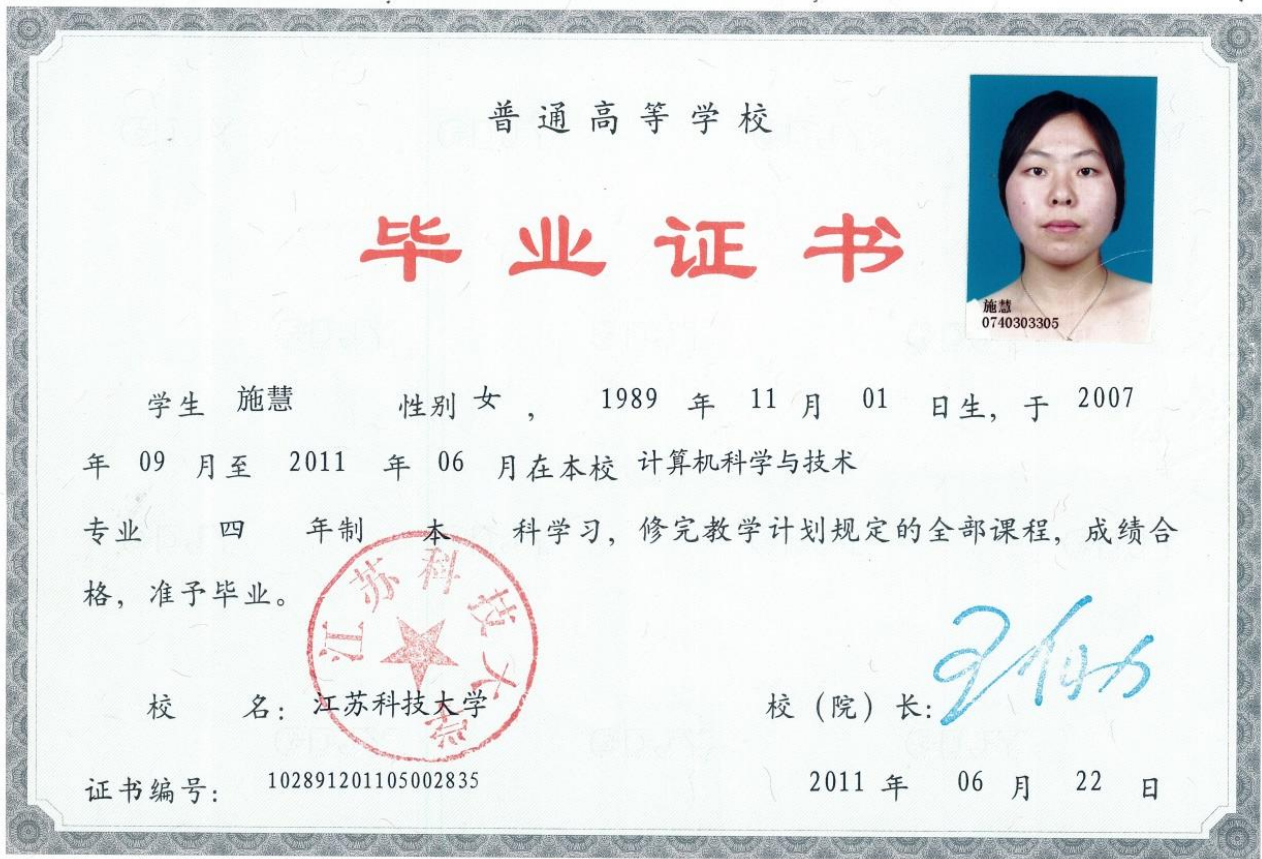 普通高等学校
毕业证书
施慧
0740303305
学生 施慧 性别 女 , 1989 年 11 月 01 日生, 于 2007
年 09 月至 2011 年 06 月在本校 计算机科学与技术
专业 四 年制 本 科学习, 修完教学计划规定的全部课程, 成绩合
格, 准予毕业。
江苏科技大学
校 名: 江苏科技大学 校 (院) 长:
证书编号: 102891201105002835 2011 年 06 月 22 日